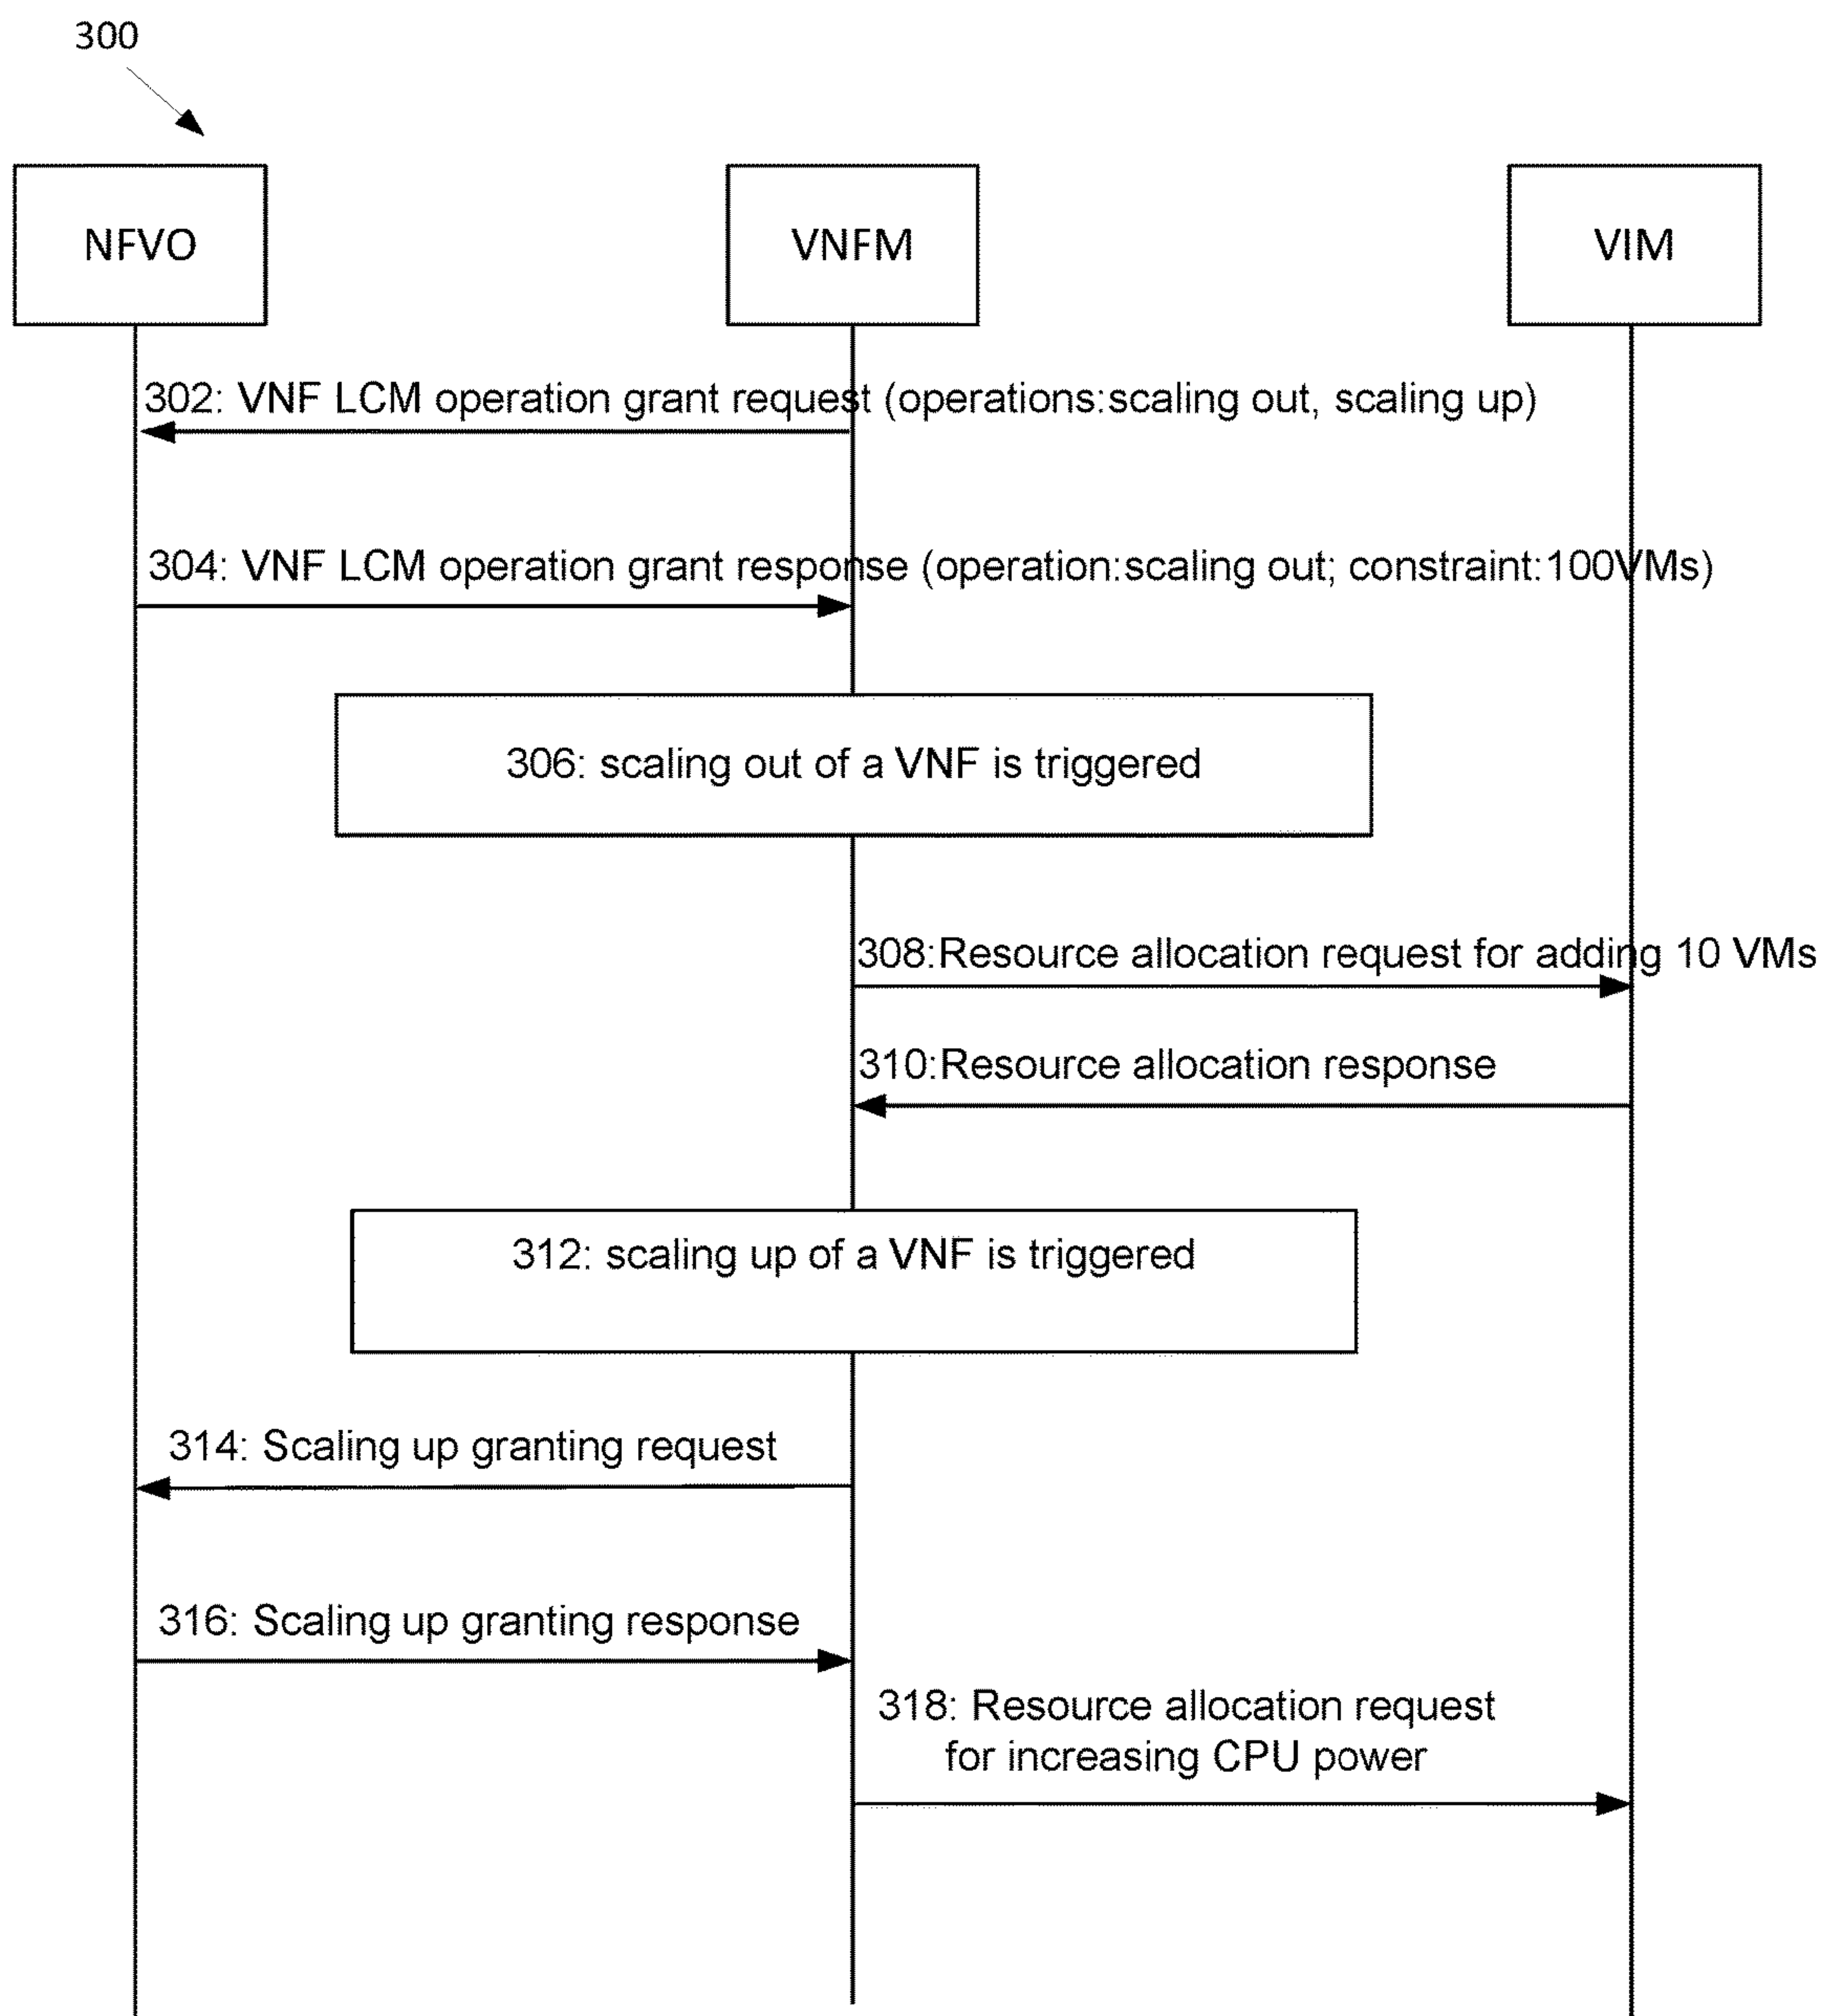 300
NFVO
VNFM
VIM
302: VNF LCM operation grant request (operations:scaling out, scaling up)
304: VNF LCM operation grant response (operation:scaling out; constraint:100VMs)
306: scaling out of a VNF is triggered
308:Resource allocation request for adding 10 VMs
310:Resource allocation response
312: scaling up of a VNF is triggered
314: Scaling up granting request
316: Scaling up granting response
318: Resource allocation request
for increasing CPU power